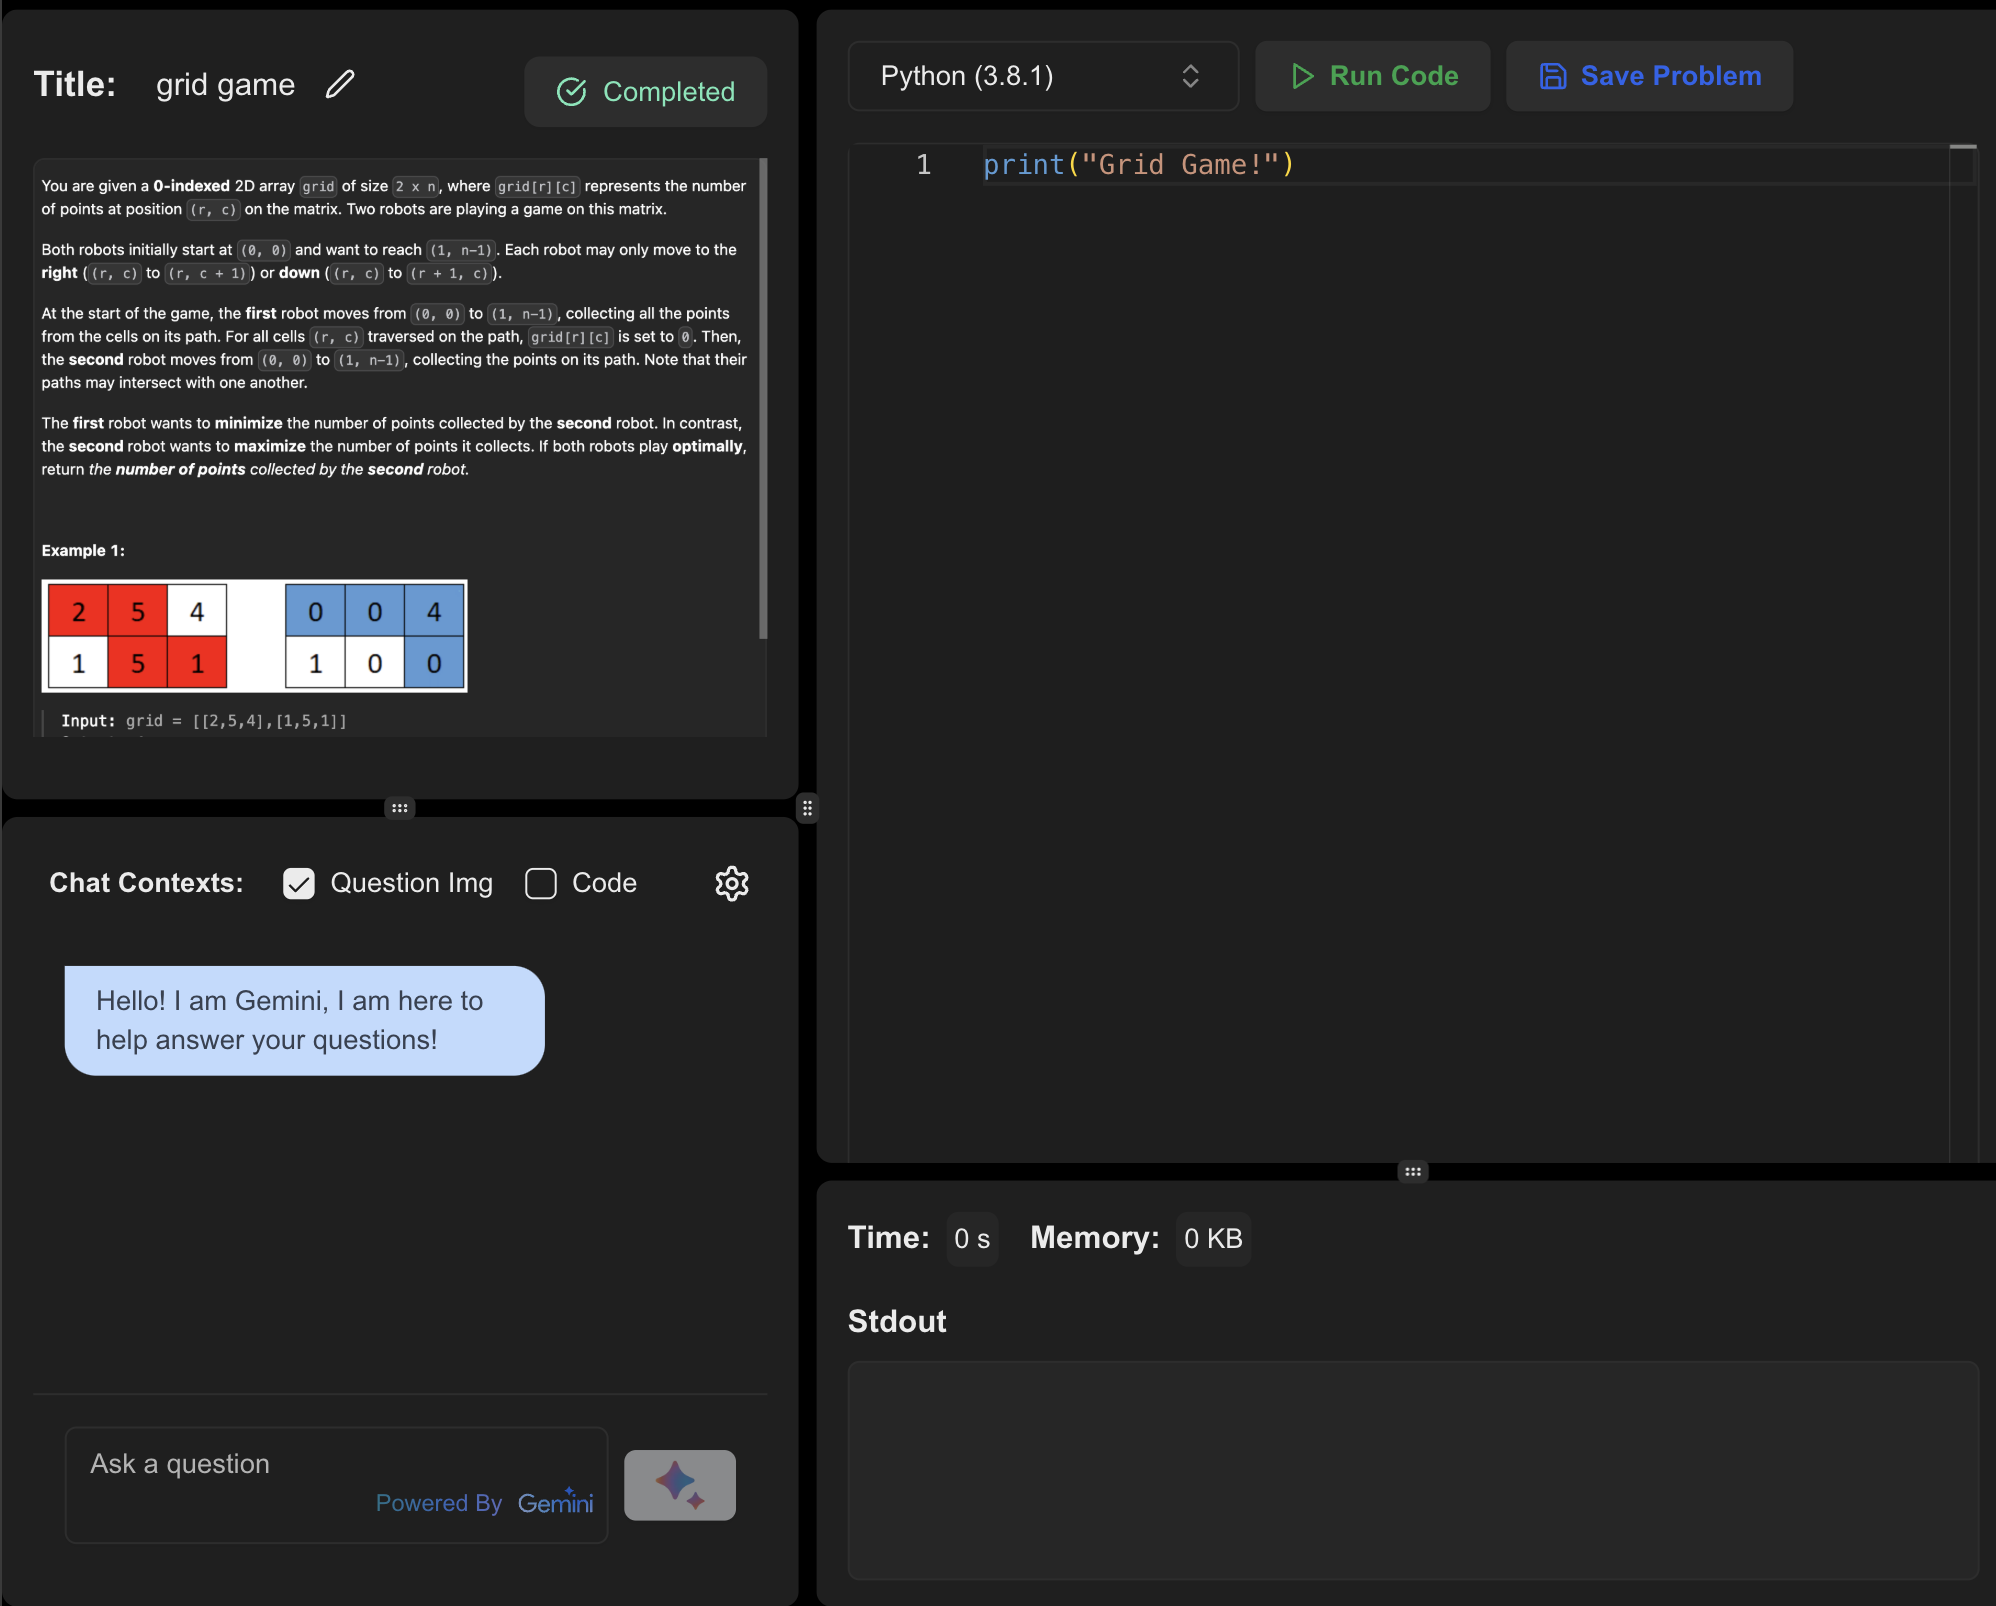 Title: grid game
Completed
You are given a 0-indexed 2D array grid of size 2 x n, where grid[r][c] represents the number
of points at position (r, c) on the matrix. Two robots are playing a game on this matrix.
Both robots initially start at (0, 0) and want to reach (1, n-1). Each robot may only move to the
right ((r, c) to (r, c + 1)) or down ((r, c) to (r + 1, c)).
At the start of the game, the first robot moves from (0, 0) to (1, n-1), collecting all the points
from the cells on its path. For all cells (r, c) traversed on the path, grid[r][c] is set to 0. Then,
the second robot moves from (0, 0) to (1, n-1), collecting the points on its path. Note that their
paths may intersect with one another.
The first robot wants to minimize the number of points collected by the second robot. In contrast,
the second robot wants to maximize the number of points it collects. If both robots play optimally,
return the number of points collected by the second robot.
Example 1:
2 5 4 0 0 4
1 5 1 1 0 0
Input: grid = [[2,5,4],[1,5,1]]
Chat Contexts: Question Img Code
Hello! I am Gemini, I am here to
help answer your questions!
Ask a question
Powered By Gemini
Python (3.8.1)
Run Code
Save Problem
1 print("Grid Game!")
Time: 0 s Memory: 0 KB
Stdout